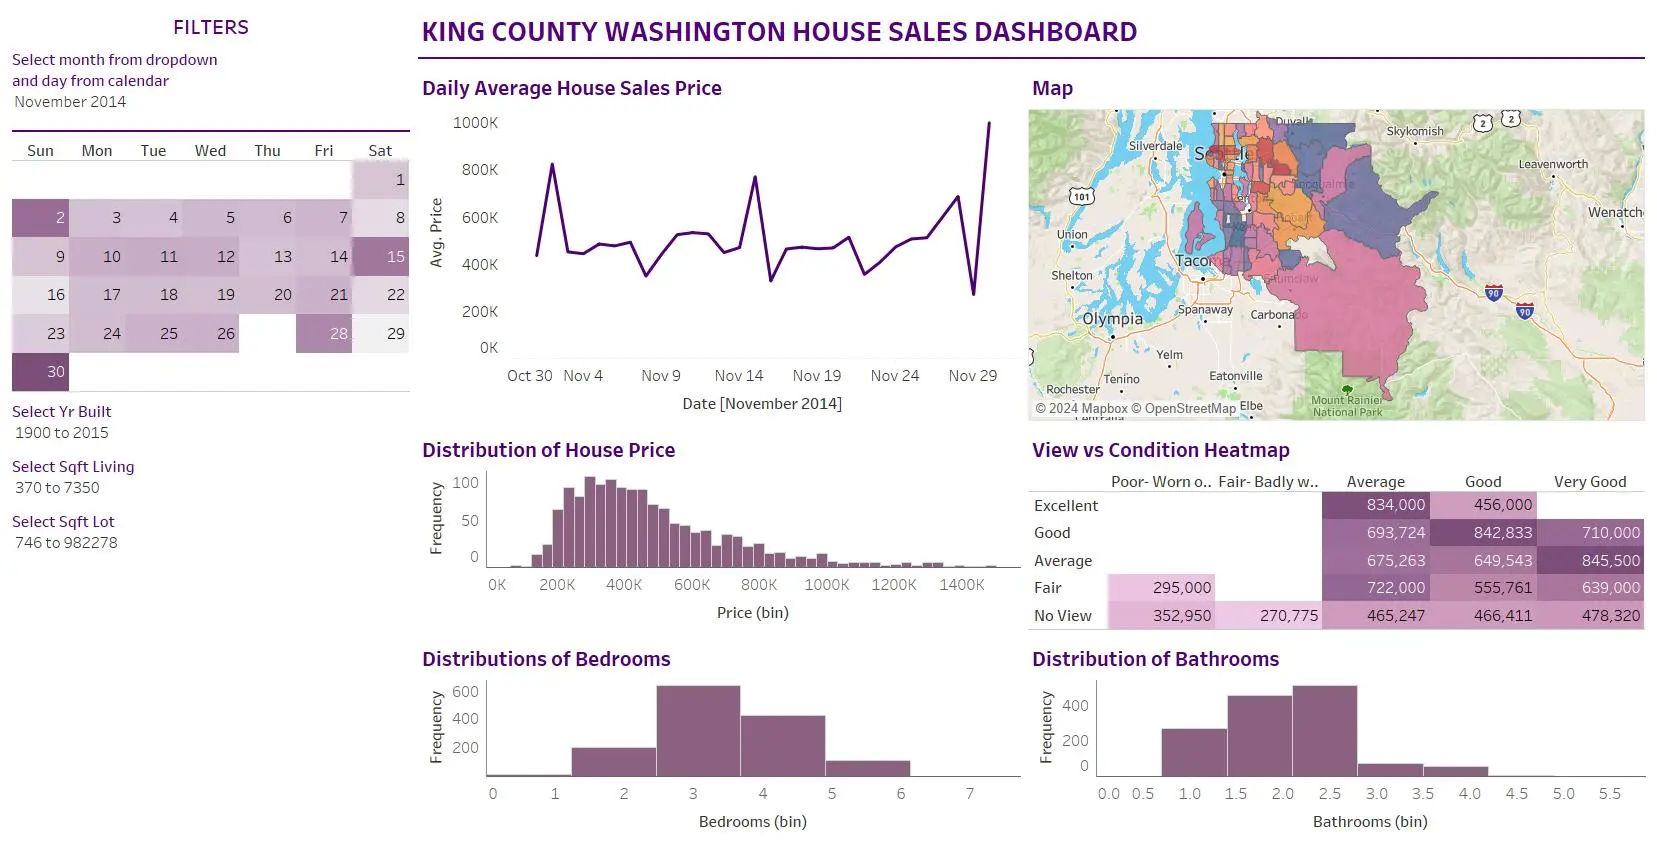 FILTERS
Select month from dropdown
and day from calendar
November 2014
Sun Mon Tue Wed Thu Fri Sat
1
2 3 4 5 6 7 8
9 10 11 12 13 14 15
16 17 18 19 20 21 22
23 24 25 26 28 29
30
Select Yr Built
1900 to 2015
Select Sqft Living
370 to 7350
Select Sqft Lot
746 to 982278
KING COUNTY WASHINGTON HOUSE SALES DASHBOARD
Daily Average House Sales Price
Avg. Price
1000K
800K
600K
400K
200K
0K
Oct 30 Nov 4 Nov 9 Nov 14 Nov 19 Nov 24 Nov 29
Date [November 2014]
Map
Duvall
2 2
Skykomish
Silverdale
Seattle
Leavenworth
Snoqualmie
101
Kent
Hobart
Wenatch
Union
Tacoma
Shelton
Enumclaw
90
Spanaway
Carbonado
90
Olympia
Yelm
Rochester Tenino Eatonville
Mount Rainier
National Park
© 2024 Mapbox © OpenStreetMap Elbe
Centralia
Distribution of House Price
Frequency
100
50
0
0K 200K 400K 600K 800K 1000K 1200K 1400K
Price (bin)
View vs Condition Heatmap
Poor- Worn o.. Fair- Badly w.. Average Good Very Good
Excellent 834,000 456,000
Good 693,724 842,833 710,000
Average 675,263 649,543 845,500
Fair 295,000 722,000 555,761 639,000
No View 352,950 270,775 465,247 466,411 478,320
Distributions of Bedrooms
Frequency
600
400
200
0 1 2 3 4 5 6 7
Bedrooms (bin)
Distribution of Bathrooms
Frequency
400
200
0
0.0 0.5 1.0 1.5 2.0 2.5 3.0 3.5 4.0 4.5 5.0 5.5
Bathrooms (bin)